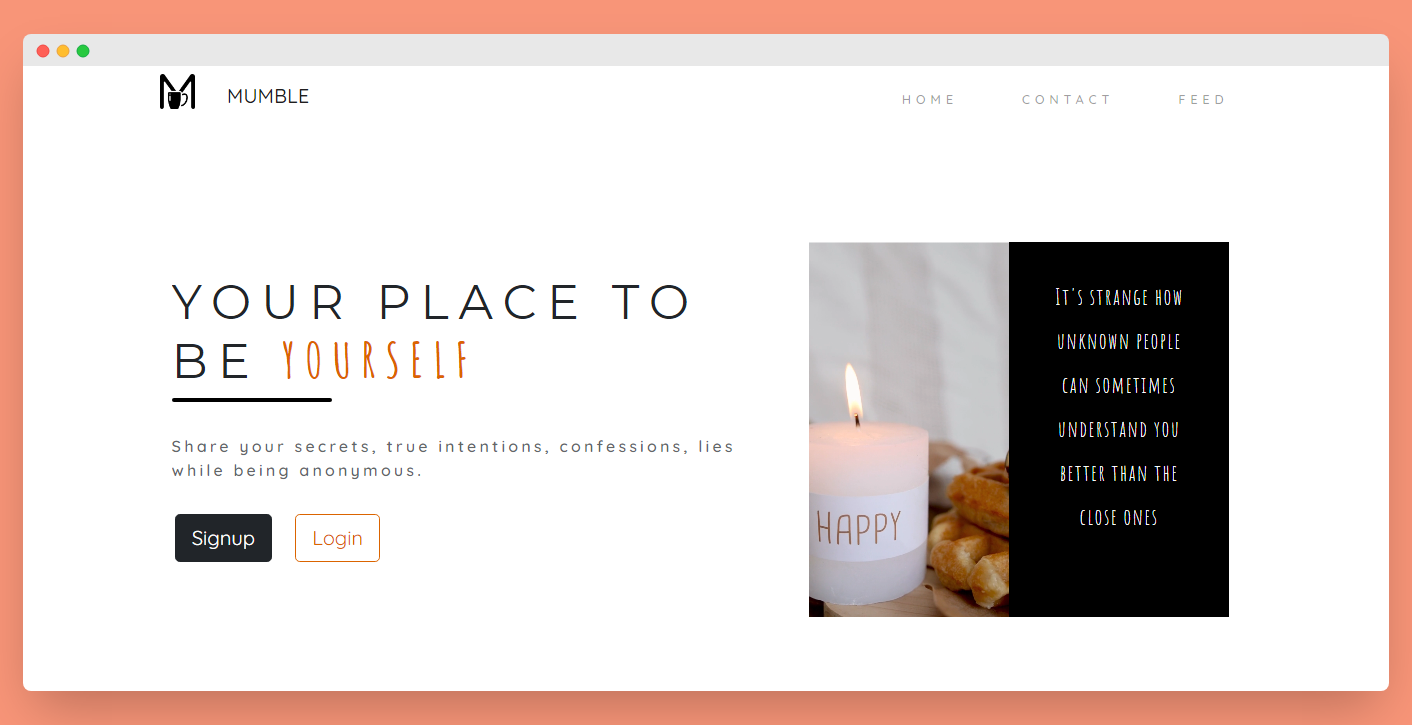 MUMBLE
HOME CONTACT FEED
YOUR PLACE TO
BE YOURSELF
Share your secrets, true intentions, confessions, lies
while being anonymous.
Signup Login
HAPPY
It's strange how
unknown people
can sometimes
understand you
better than the
close ones